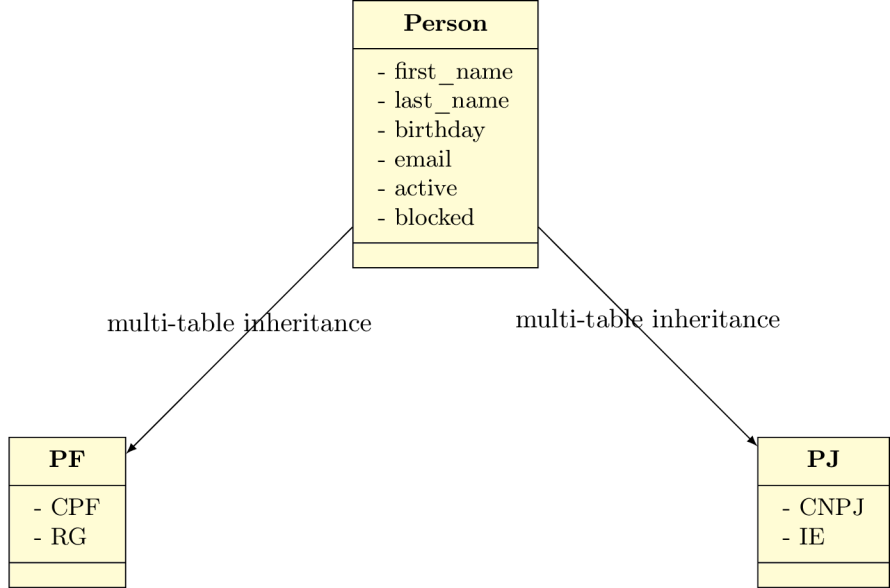 Person
- first_name
- last_name
- birthday
- email
- active
- blocked
multi-table inheritance
multi-table inheritance
PF
- CPF
- RG
PJ
- CNPJ
- IE